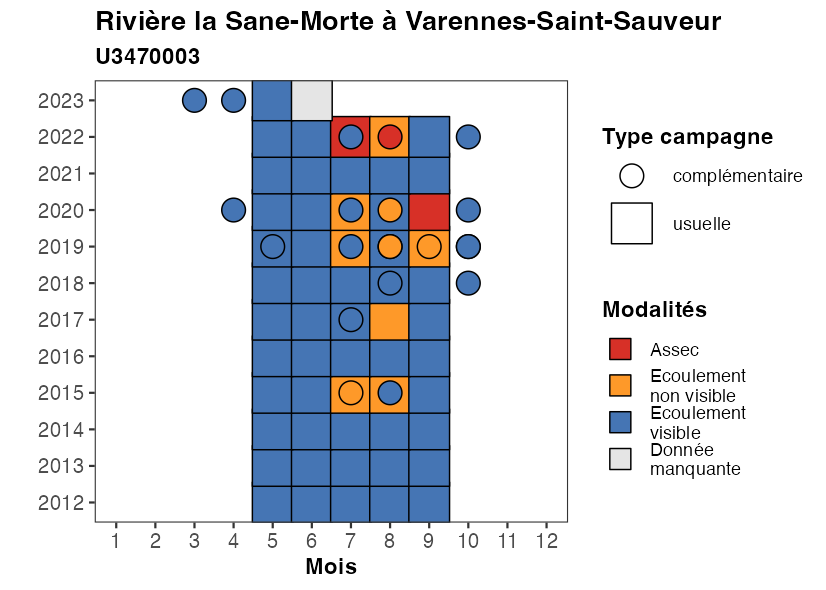 Rivière la Sane-Morte à Varennes-Saint-Sauveur
U3470003
2023
2022
2021
2020
2019
2018
2017
2016
2015
2014
2013
2012
1 2 3 4 5 6 7 8 9 10 11 12
Mois
Type campagne
complémentaire
usuelle
Modalités
Assec
Ecoulement
non visible
Ecoulement
visible
Donnée
manquante